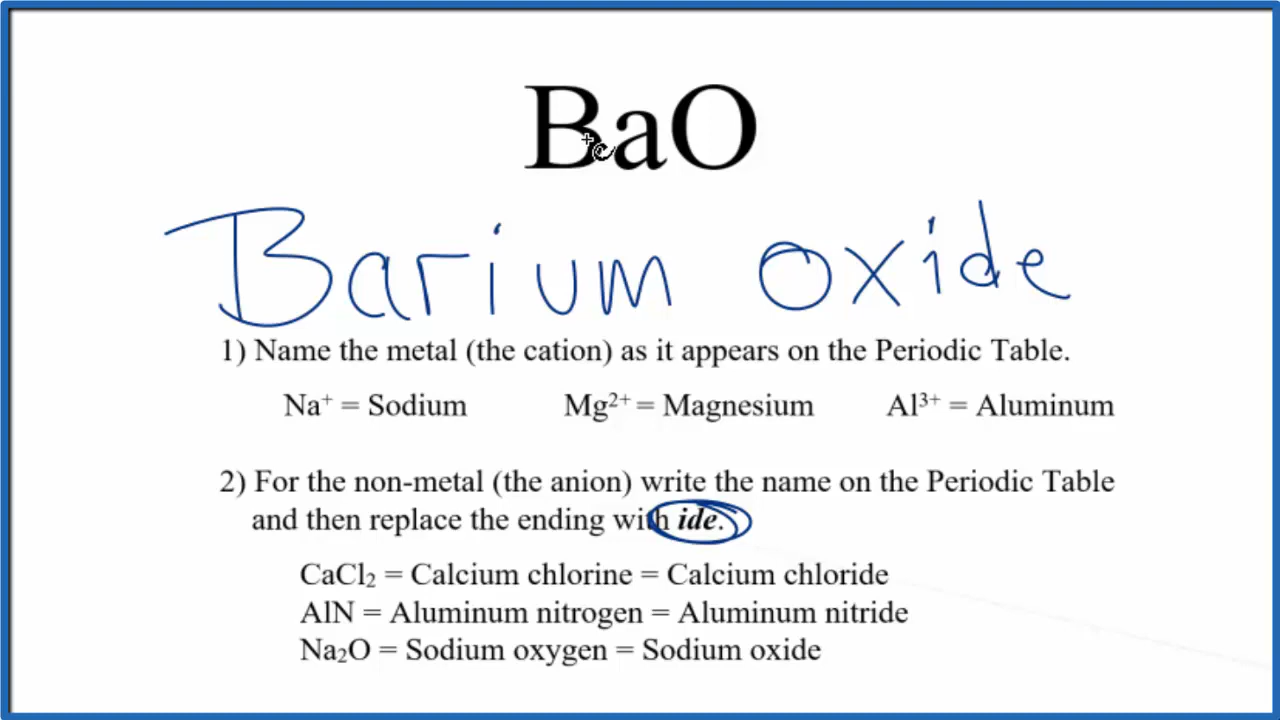 BaO
Barium oxide
1) Name the metal (the cation) as it appears on the Periodic Table.
Na⁺ = Sodium Mg²⁺ = Magnesium Al³⁺ = Aluminum
2) For the non-metal (the anion) write the name on the Periodic Table
and then replace the ending with ide.
CaCl₂ = Calcium chlorine = Calcium chloride
AlN = Aluminum nitrogen = Aluminum nitride
Na₂O = Sodium oxygen = Sodium oxide